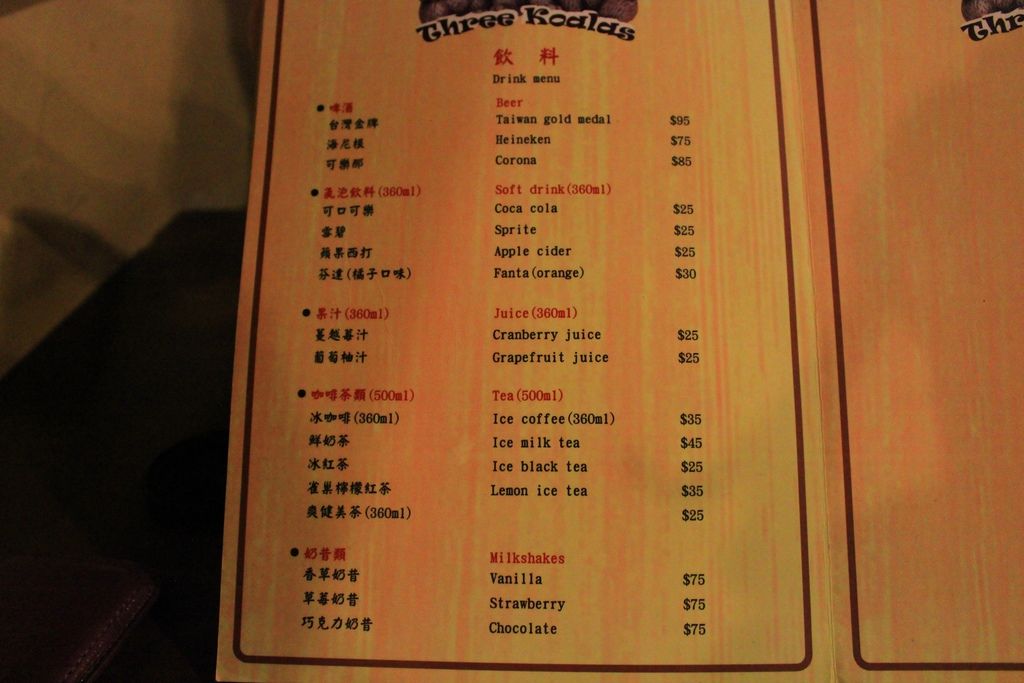 Three Koalas
Thr
飲 料
Drink menu
● 啤酒 Beer
台灣金牌 Taiwan gold medal $95
海尼根 Heineken $75
可樂那 Corona $85
● 氣泡飲料(360ml) Soft drink(360ml)
可口可樂 Coca cola $25
雪碧 Sprite $25
蘋果西打 Apple cider $25
芬達(橘子口味) Fanta(orange) $30
● 果汁(360ml) Juice(360ml)
蔓越莓汁 Cranberry juice $25
葡萄柚汁 Grapefruit juice $25
● 咖啡茶類(500ml) Tea(500ml)
冰咖啡(360ml) Ice coffee(360ml) $35
鮮奶茶 Ice milk tea $45
冰紅茶 Ice black tea $25
雀巢檸檬紅茶 Lemon ice tea $35
爽健美茶(360ml) $25
● 奶昔類 Milkshakes
香草奶昔 Vanilla $75
草莓奶昔 Strawberry $75
巧克力奶昔 Chocolate $75